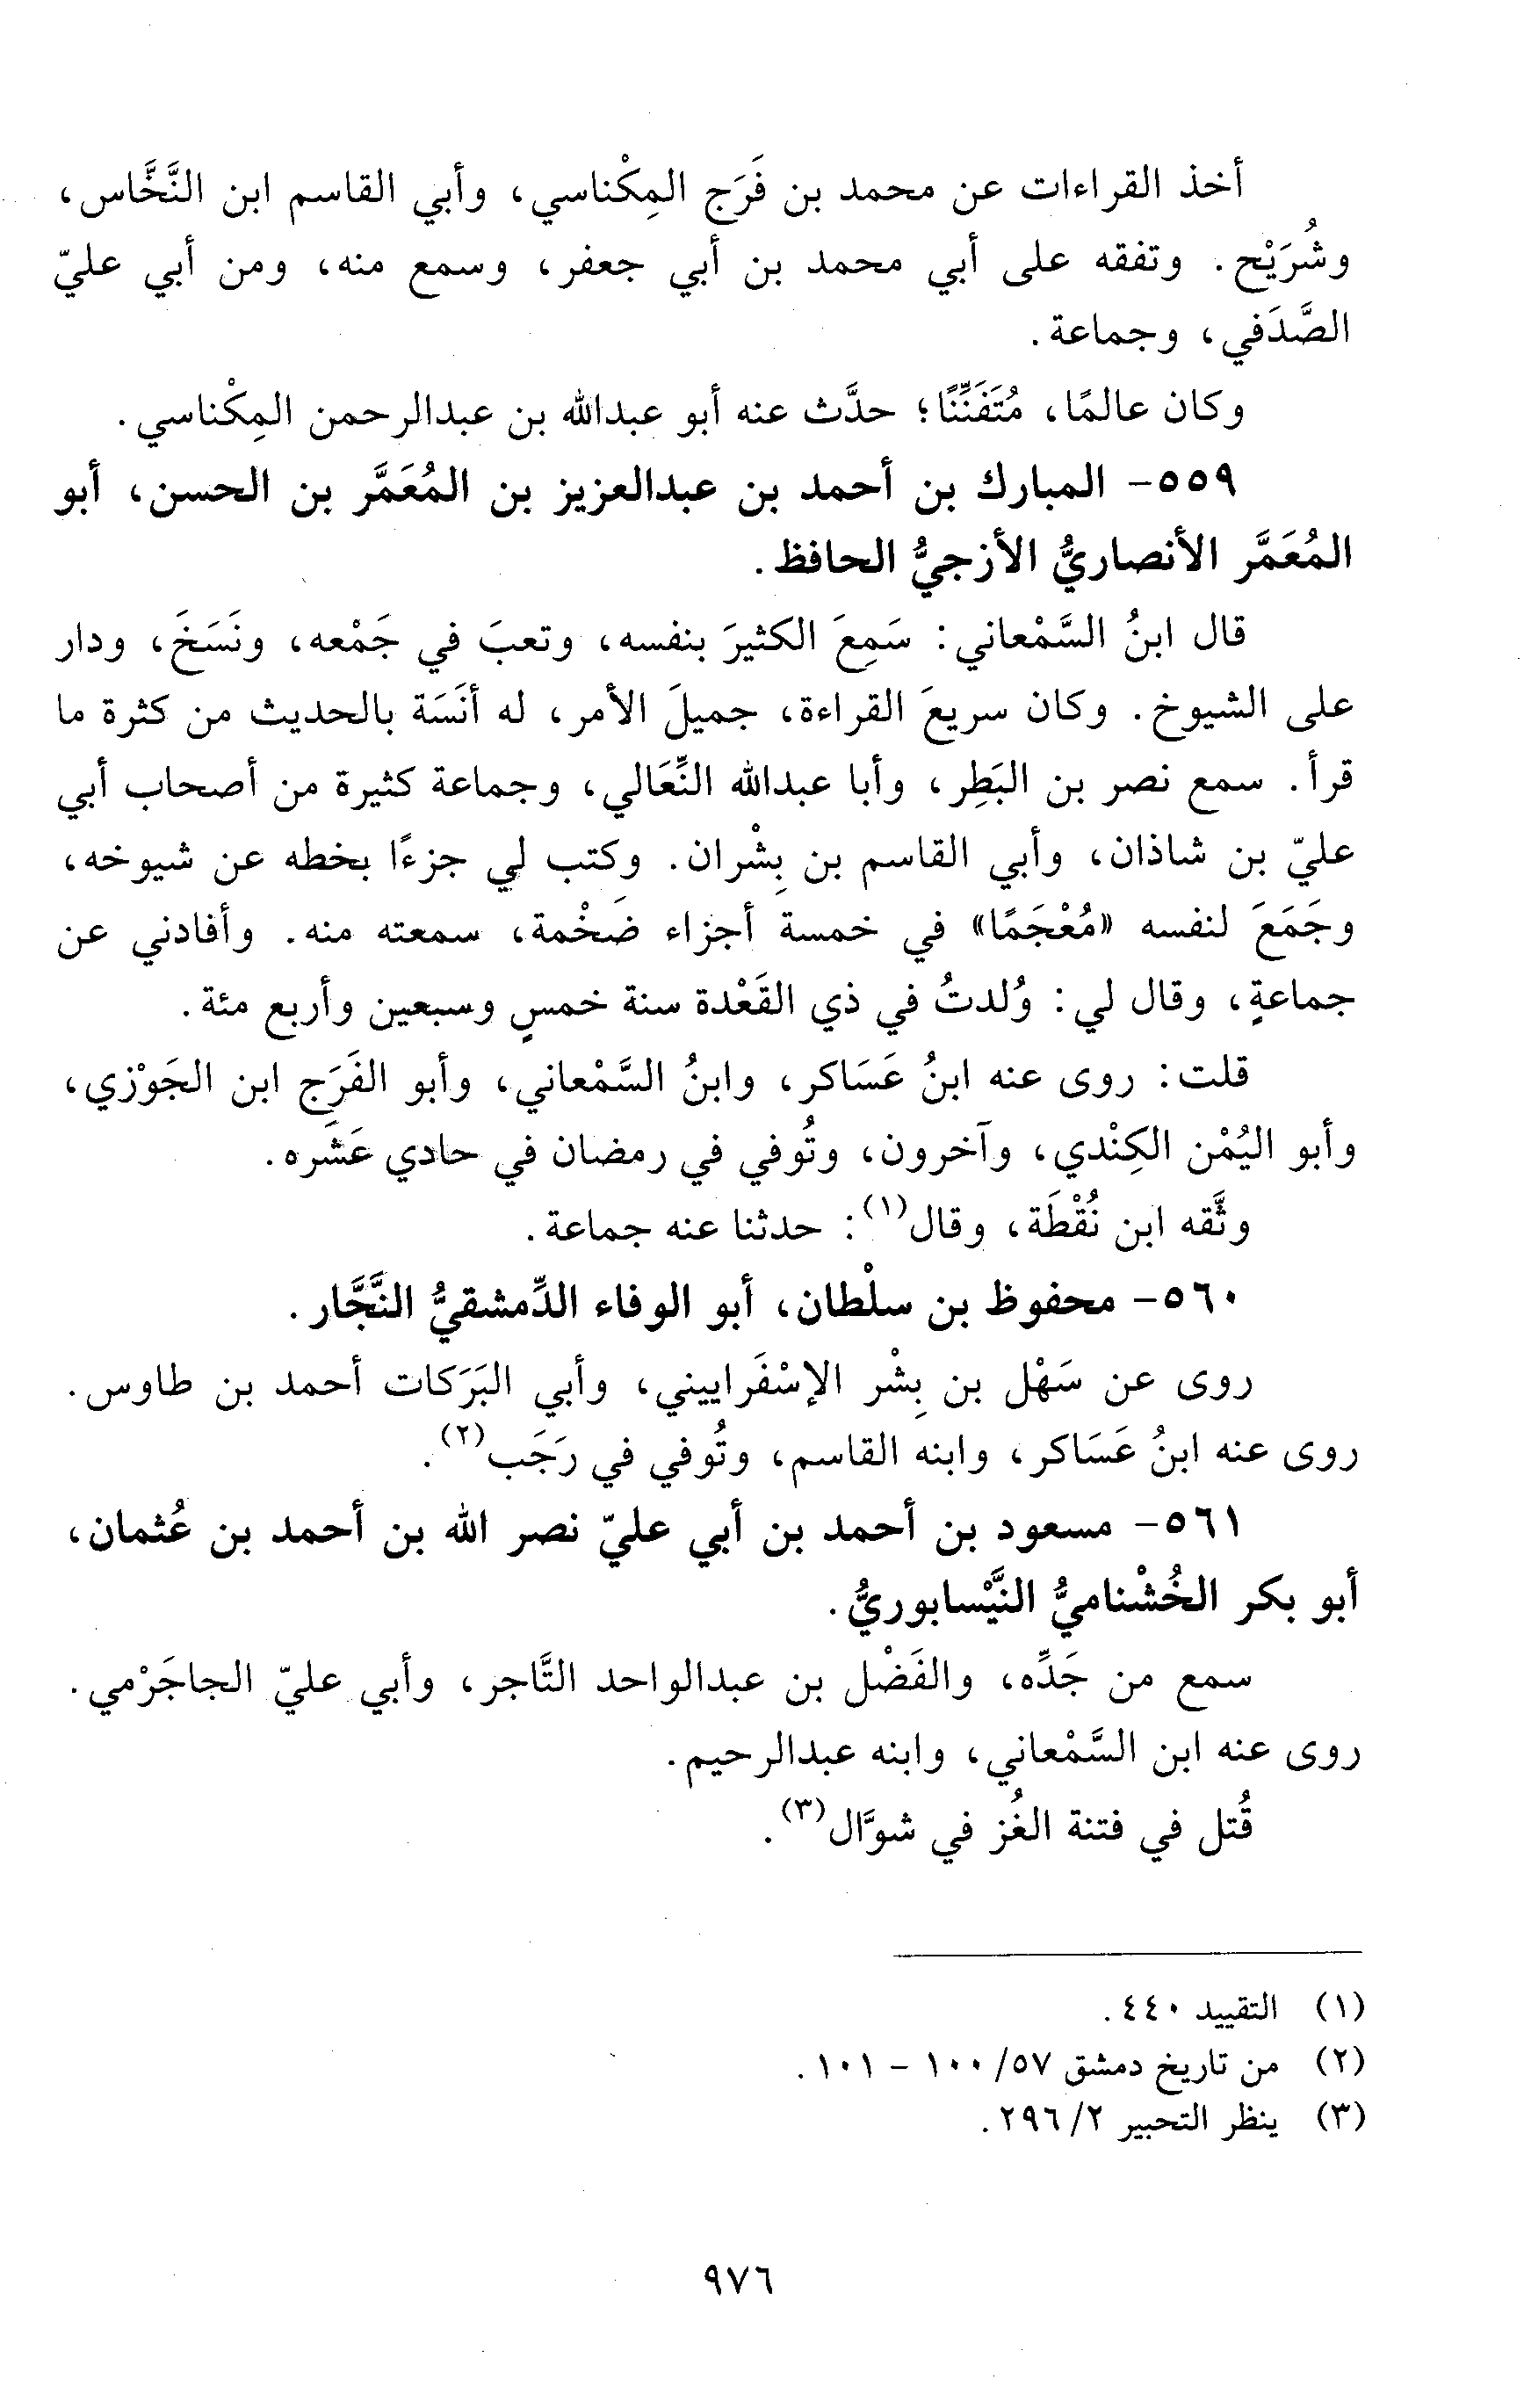 أخذ القراءات عن محمد بن فَرَج المِكْناسي، وأبي القاسم ابن النَّخَّاس،
وشُرَيْح. وتفقه على أبي محمد بن أبي جعفر، وسمع منه، ومن أبي عليّ
الصَّدَفي، وجماعة.
وكان عالمًا، مُتَفَنِّنًا؛ حدَّث عنه أبو عبدالله بن عبدالرحمن المِكْناسي.
٥٥٩- المبارك بن أحمد بن عبدالعزيز بن المُعَمَّر بن الحسن، أبو
المُعَمَّر الأنصاريُّ الأزجيُّ الحافظ.
قال ابنُ السَّمْعاني: سَمِعَ الكثيرَ بنفسه، وتعبَ في جَمْعه، ونَسَخَ، ودار
على الشيوخ. وكان سريعَ القراءة، جميلَ الأمر، له أنَسَة بالحديث من كثرة ما
قرأ. سمع نصر بن البَطِر، وأبا عبدالله النِّعَالي، وجماعة كثيرة من أصحاب أبي
عليّ بن شاذان، وأبي القاسم بن بِشْران. وكتب لي جزءًا بخطه عن شيوخه،
وجَمَعَ لنفسه «مُعْجَمًا» في خمسة أجزاء ضَخْمة، سمعته منه. وأفادني عن
جماعةٍ، وقال لي: وُلدتُ في ذي القَعْدة سنة خمسٍ وسبعين وأربع مئة.
قلت: روى عنه ابنُ عَسَاكر، وابنُ السَّمْعاني، وأبو الفَرَج ابن الجَوْزي،
وأبو اليُمْن الكِنْدي، وآخرون، وتُوفي في رمضان في حادي عَشَره.
وثَّقه ابن نُقْطَة، وقال(١): حدثنا عنه جماعة.
٥٦٠- محفوظ بن سلْطان، أبو الوفاء الدِّمشقيُّ النَّجَّار.
روى عن سَهْل بن بِشْر الإسْفَراييني، وأبي البَرَكات أحمد بن طاوس.
روى عنه ابنُ عَسَاكر، وابنه القاسم، وتُوفي في رَجَب(٢).
٥٦١- مسعود بن أحمد بن أبي عليّ نصر الله بن أحمد بن عُثمان،
أبو بكر الخُشْناميُّ النَّيْسابوريُّ.
سمع من جَدِّه، والفَضْل بن عبدالواحد التَّاجر، وأبي عليّ الجاجَرْمي.
روى عنه ابن السَّمْعاني، وابنه عبدالرحيم.
قُتل في فتنة الغُز في شوَّال(٣).
(١) التقييد ٤٤٠.
(٢) من تاريخ دمشق ٥٧/ ١٠٠ - ١٠١.
(٣) ينظر التحبير ٢/ ٢٩٦.
٩٧٦